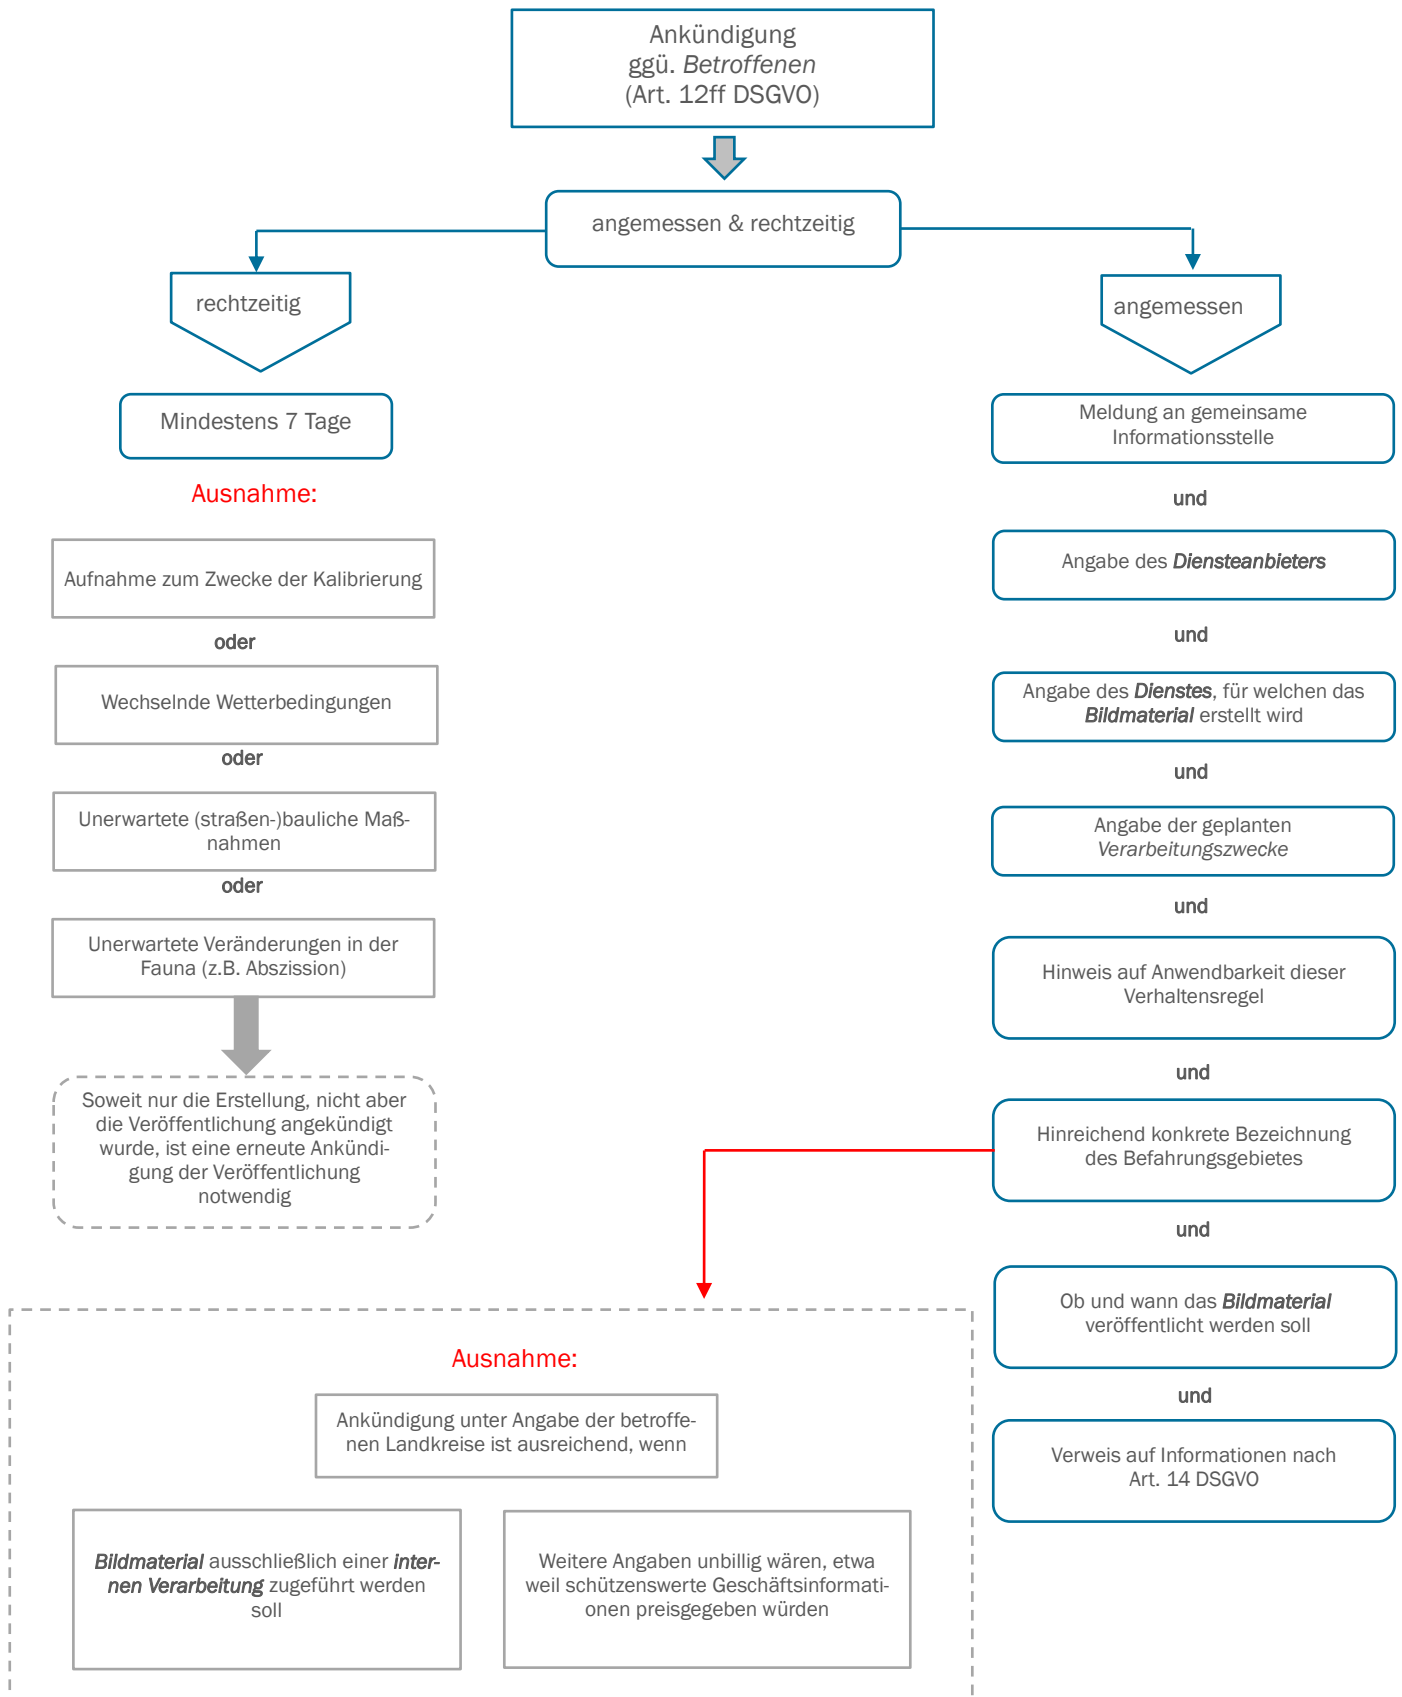 Ankündigung
ggü. Betroffenen
(Art. 12ff DSGVO)
angemessen & rechtzeitig
rechtzeitig
Mindestens 7 Tage
Ausnahme:
Aufnahme zum Zwecke der Kalibrierung
oder
Wechselnde Wetterbedingungen
oder
Unerwartete (straßen-)bauliche Maß-
nahmen
oder
Unerwartete Veränderungen in der
Fauna (z.B. Abszission)
Soweit nur die Erstellung, nicht aber
die Veröffentlichung angekündigt
wurde, ist eine erneute Ankündi-
gung der Veröffentlichung
notwendig
angemessen
Meldung an gemeinsame
Informationsstelle
und
Angabe des Diensteanbieters
und
Angabe des Dienstes, für welchen das
Bildmaterial erstellt wird
und
Angabe der geplanten
Verarbeitungszwecke
und
Hinweis auf Anwendbarkeit dieser
Verhaltensregel
und
Hinreichend konkrete Bezeichnung
des Befahrungsgebietes
und
Ob und wann das Bildmaterial
veröffentlicht werden soll
und
Verweis auf Informationen nach
Art. 14 DSGVO
Ausnahme:
Ankündigung unter Angabe der betroffe-
nen Landkreise ist ausreichend, wenn
Bildmaterial ausschließlich einer inter-
nen Verarbeitung zugeführt werden
soll
Weitere Angaben unbillig wären, etwa
weil schützenswerte Geschäftsinformati-
onen preisgegeben würden